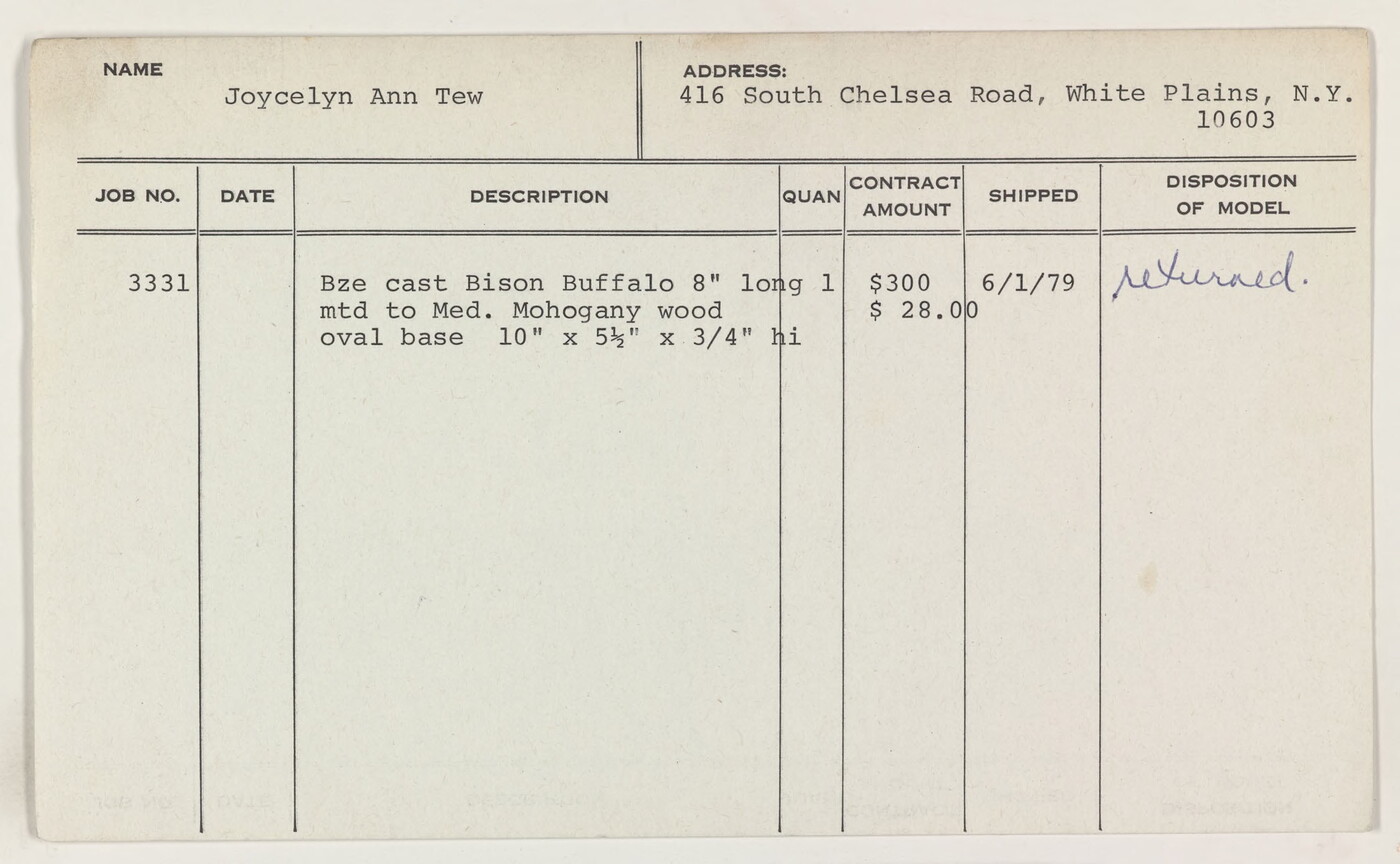 NAME
Joycelyn Ann Tew
ADDRESS:
416 South Chelsea Road, White Plains, N.Y.
10603
JOB NO. DATE DESCRIPTION QUAN CONTRACT AMOUNT SHIPPED DISPOSITION OF MODEL
3331 Bze cast Bison Buffalo 8" long 1 $300 6/1/79 returned.
mtd to Med. Mohogany wood $ 28.00
oval base 10" x 5½" x 3/4" hi